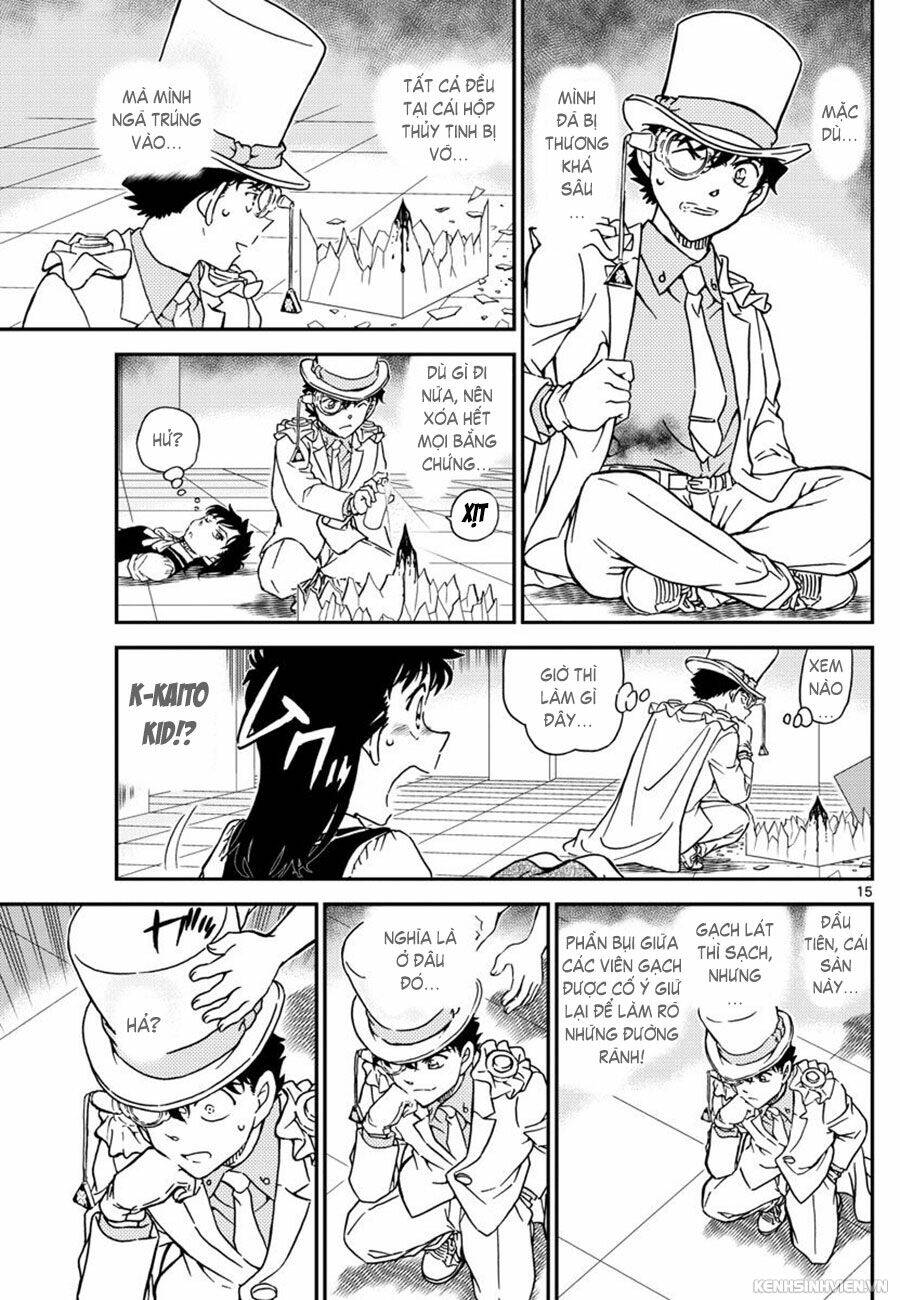 MẶC
DÙ...
MÌNH
ĐÃ BỊ
THƯƠNG
KHÁ
SÂU
...
TẤT CẢ ĐỀU
TẠI CÁI HỘP
THỦY TINH BỊ
VỠ...
MÀ MÌNH
NGÃ TRÚNG
VÀO...
DÙ GÌ ĐI
NỮA, NÊN
XÓA HẾT
MỌI BẰNG
CHỨNG...
XỊT
HỬ?
XEM
NÀO
...
GIỜ THÌ
LÀM GÌ
ĐÂY...
K-KAITO
KID!?
ムク
15
ĐẦU
TIÊN, CÁI
SÀN
NÀY...
GẠCH LÁT
THÌ SẠCH,
NHƯNG
...
PHẦN BỤI GIỮA
CÁC VIÊN GẠCH
ĐƯỢC CỐ Ý GIỮ
LẠI ĐỂ LÀM RÕ
NHỮNG ĐƯỜNG
RÃNH!
NGHĨA LÀ
Ở ĐÂU
ĐÓ...
ガッ
HẢ?
KENHSINHVIEN.VN